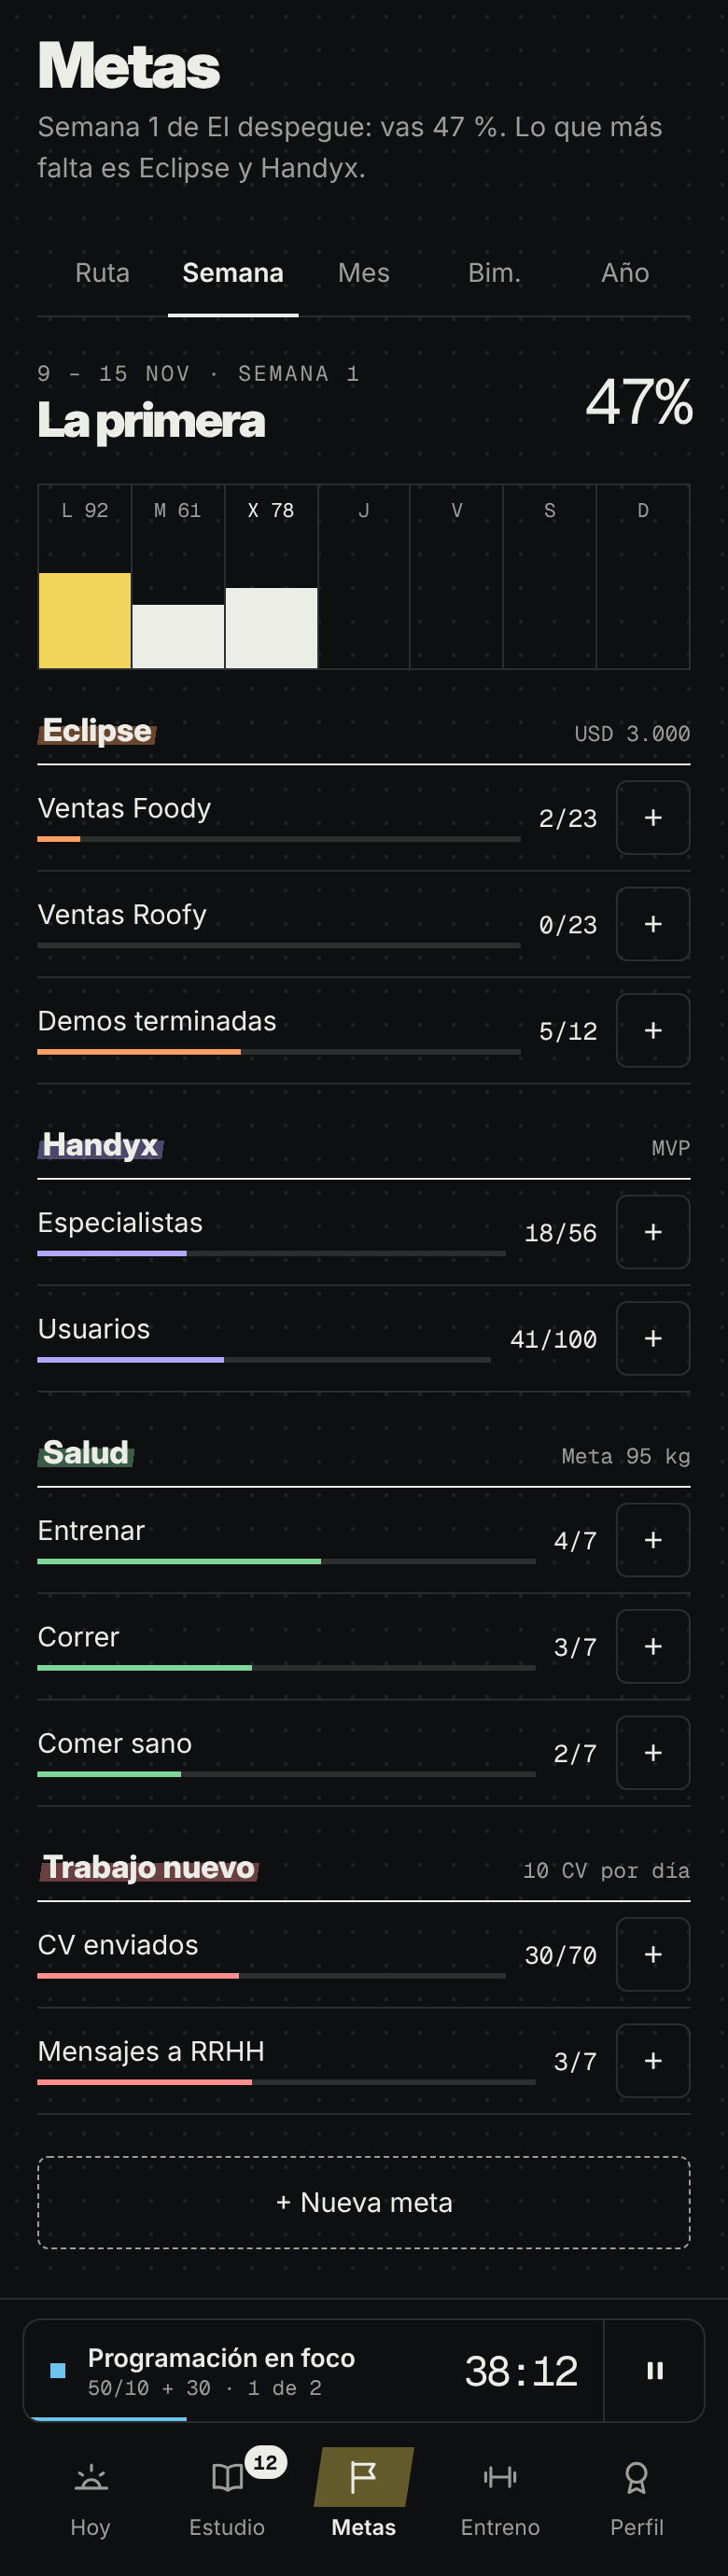 Metas
Semana 1 de El despegue: vas 47 %. Lo que más
falta es Eclipse y Handyx.
Ruta Semana Mes Bim. Año
9 – 15 NOV · SEMANA 1
La primera
47%
L 92 M 61 X 78 J V S D
Eclipse USD 3.000
Ventas Foody 2/23 +
Ventas Roofy 0/23 +
Demos terminadas 5/12 +
Handyx MVP
Especialistas 18/56 +
Usuarios 41/100 +
Salud Meta 95 kg
Entrenar 4/7 +
Correr 3/7 +
Comer sano 2/7 +
Trabajo nuevo 10 CV por día
CV enviados 30/70 +
Mensajes a RRHH 3/7 +
+ Nueva meta
Programación en foco 38:12
50/10 + 30 · 1 de 2
12
Hoy Estudio Metas Entreno Perfil